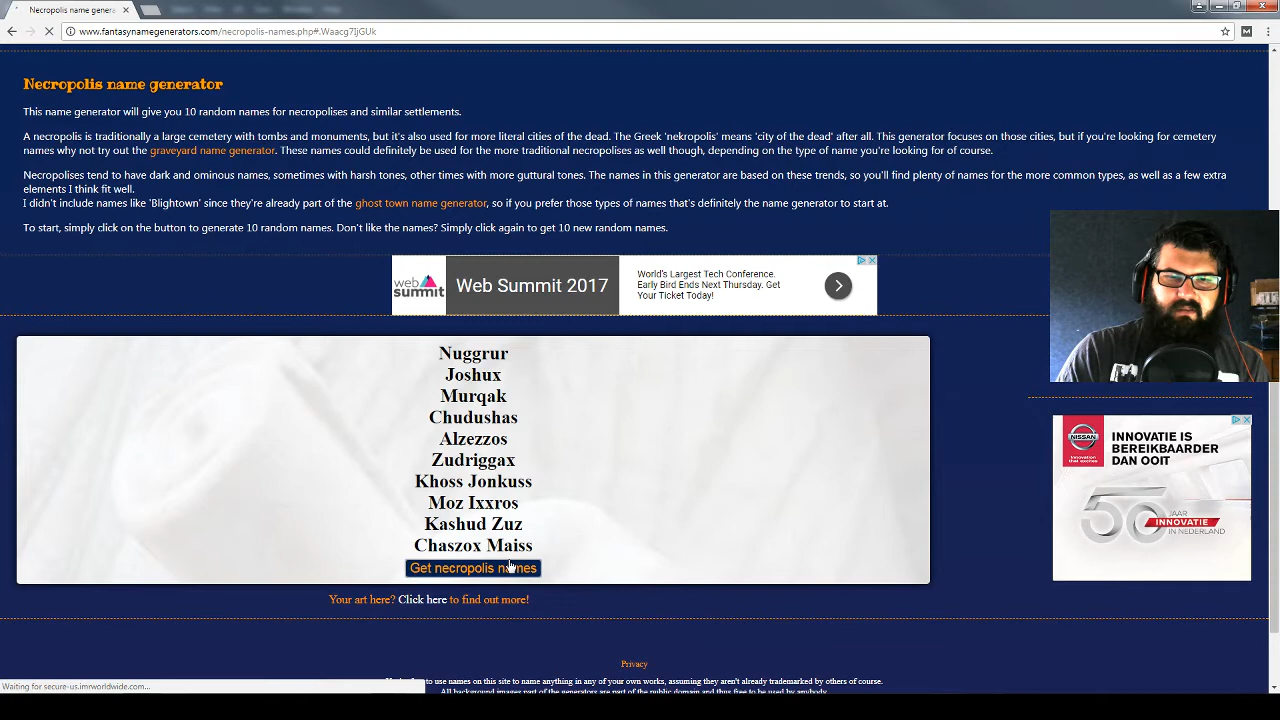 Necropolis name generato
www.fantasynamegenerators.com/necropolis-names.php#.Waacg7IjGUk
Necropolis name generator
This name generator will give you 10 random names for necropolises and similar settlements.
A necropolis is traditionally a large cemetery with tombs and monuments, but it's also used for more literal cities of the dead. The Greek 'nekropolis' means 'city of the dead' after all. This generator focuses on those cities, but if you're looking for cemetery
names why not try out the graveyard name generator. These names could definitely be used for the more traditional necropolises as well though, depending on the type of name you're looking for of course.
Necropolises tend to have dark and ominous names, sometimes with harsh tones, other times with more guttural tones. The names in this generator are based on these trends, so you'll find plenty of names for the more common types, as well as a few extra
elements I think fit well.
I didn't include names like 'Blightown' since they're already part of the ghost town name generator, so if you prefer those types of names that's definitely the name generator to start at.
To start, simply click on the button to generate 10 random names. Don't like the names? Simply click again to get 10 new random names.
web summit
Web Summit 2017
World's Largest Tech Conference.
Early Bird Ends Next Thursday. Get
Your Ticket Today!
Nuggrur
Joshux
Murqak
Chudushas
Alzezzos
Zudriggax
Khoss Jonkuss
Moz Ixxros
Kashud Zuz
Chaszox Maiss
Get necropolis names
Your art here? Click here to find out more!
NISSAN
Innovation that excites
INNOVATIE IS
BEREIKBAARDER
DAN OOIT
50 JAAR
INNOVATIE
IN NEDERLAND
Privacy
to use names on this site to name anything in any of your own works, assuming they aren't already trademarked by others of course.
All background images part of the generators are part of the public domain and thus free to be used by anybody
Waiting for secure-us.imrworldwide.com...